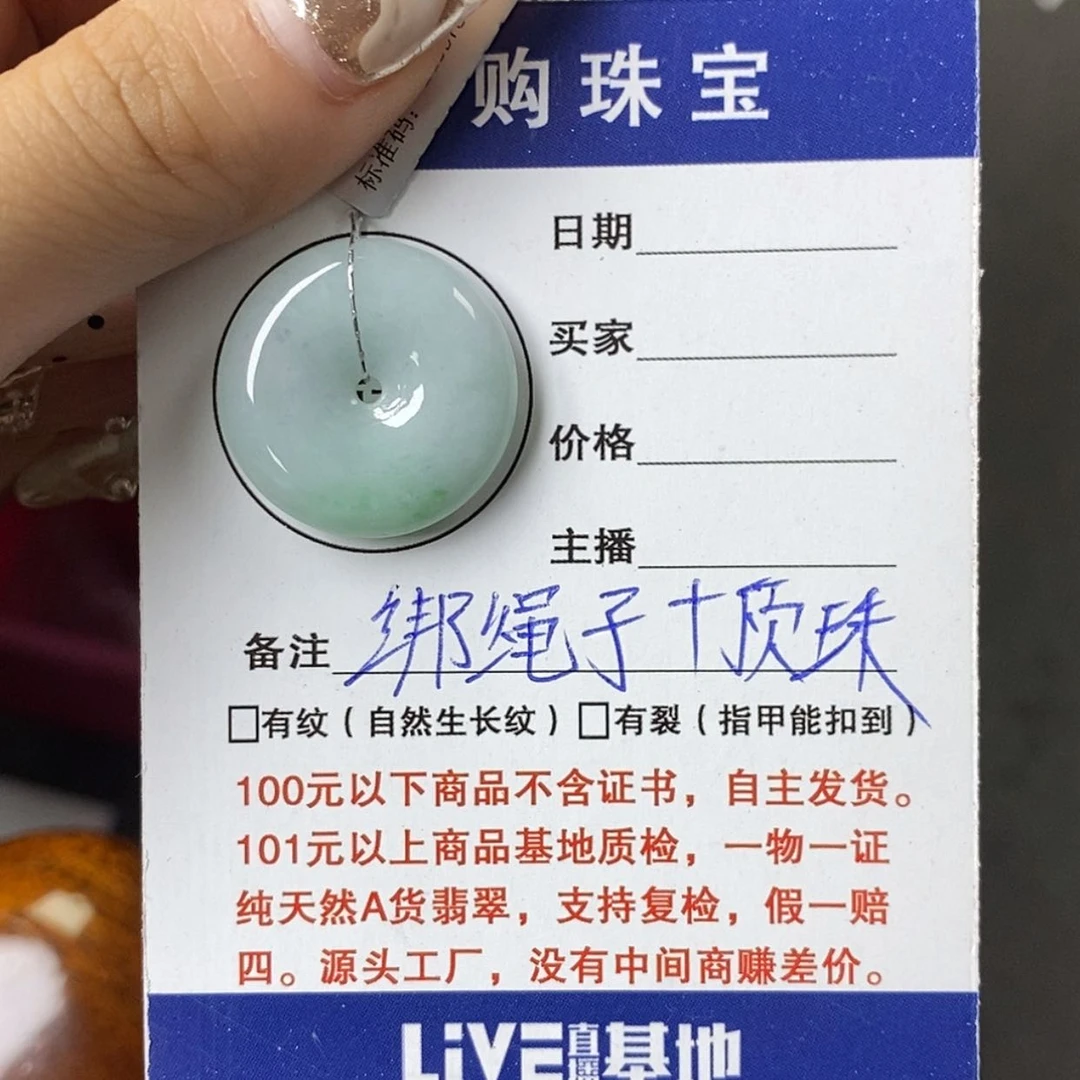 购珠宝
标准码:
日期
买家
价格
主播
备注 绑绳子+顶珠
□有纹（自然生长纹）□有裂（指甲能扣到）
100元以下商品不含证书，自主发货。
101元以上商品基地质检，一物一证
纯天然A货翡翠，支持复检，假一赔
四。源头工厂，没有中间商赚差价。
LiVE直播基地